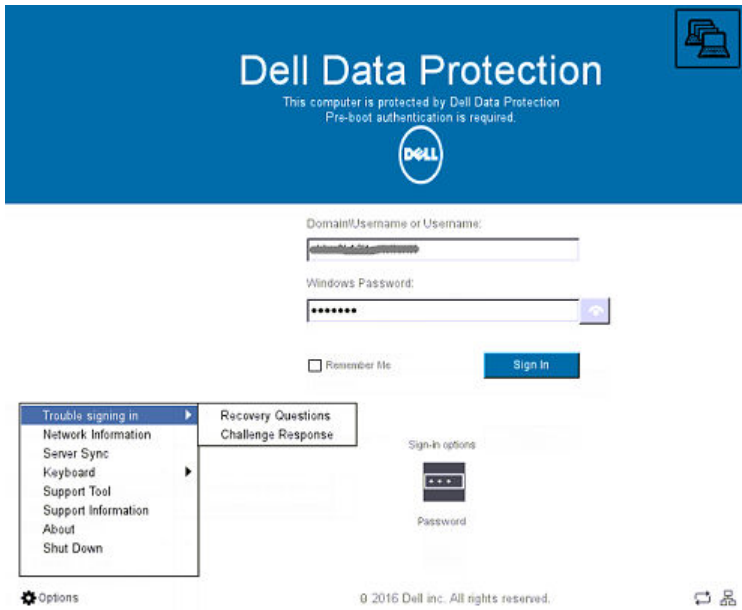 Dell Data Protection
This computer is protected by Dell Data Protection
Pre-boot authentication is required.
DELL
Domain\Username or Username:
Windows Password:
Remember Me
Sign In
Trouble signing in
Network Information
Server Sync
Keyboard
Support Tool
Support Information
About
Shut Down
Recovery Questions
Challenge Response
Sign-in options
Password
Options
© 2016 Dell inc. All rights reserved.